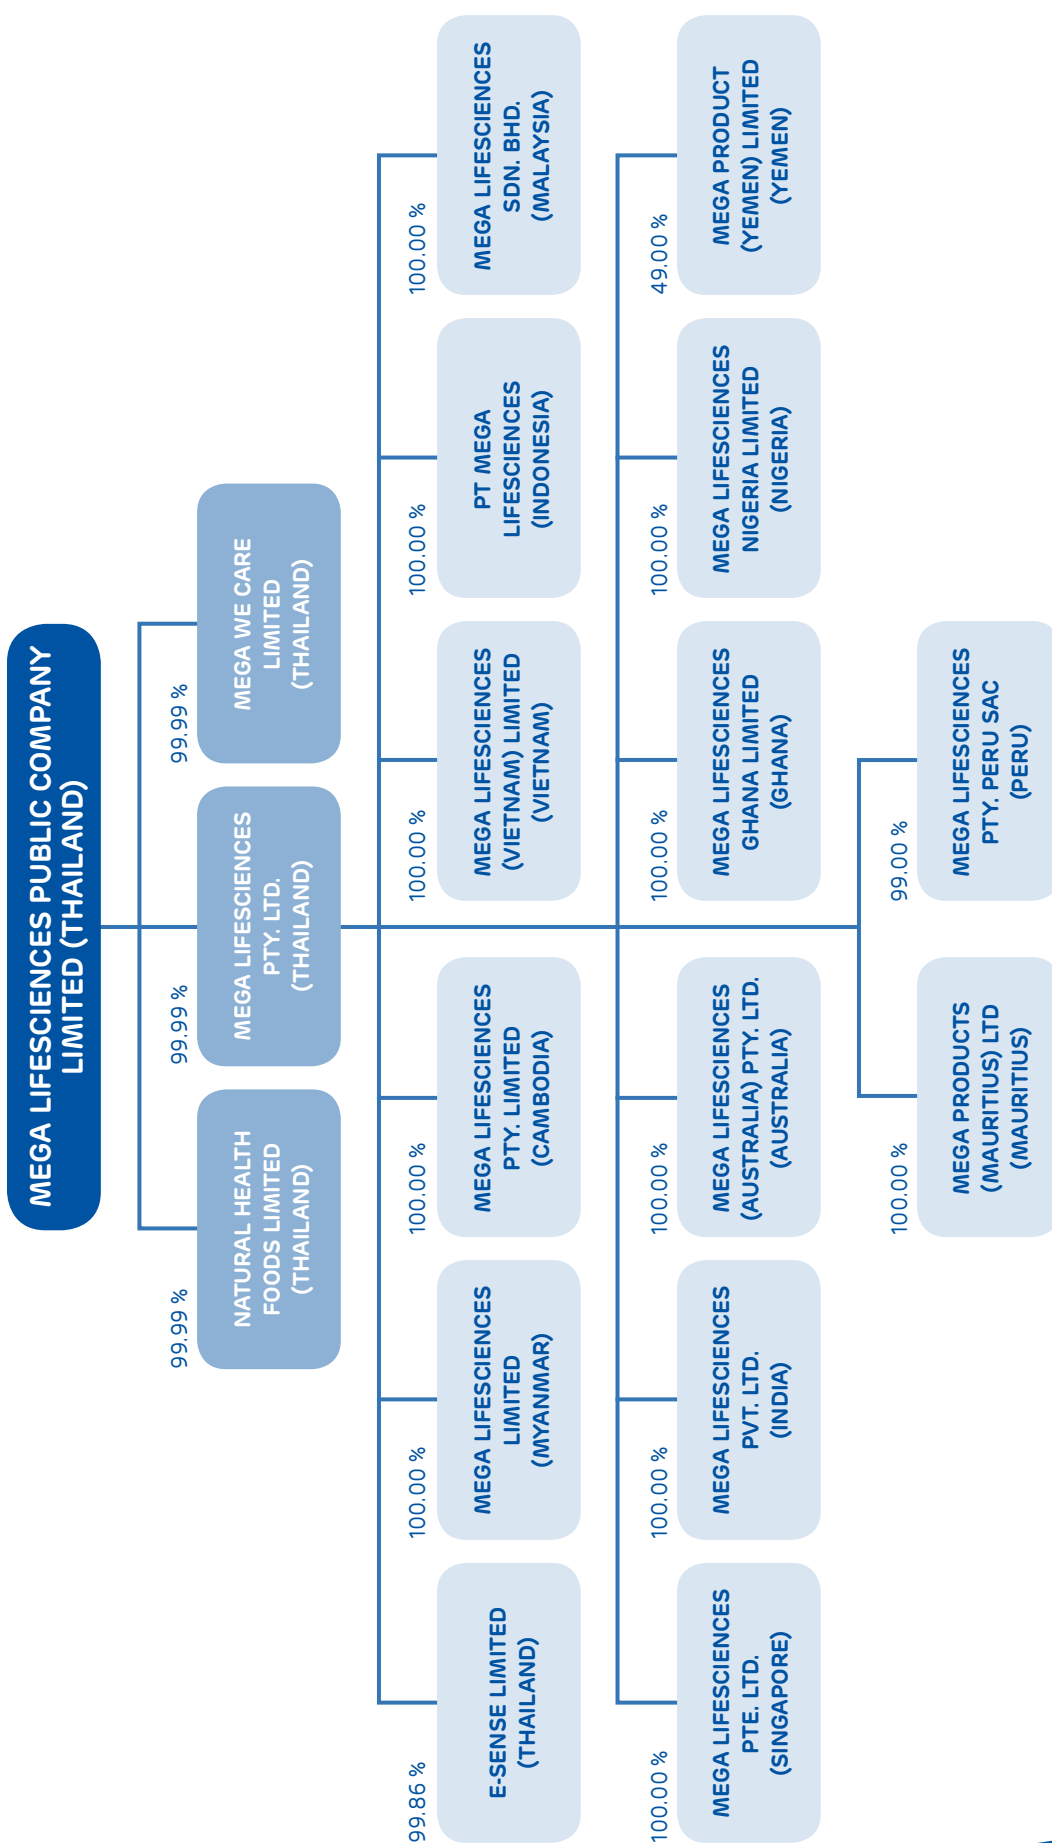 MEGA LIFESCIENCES PUBLIC COMPANY
LIMITED (THAILAND)
99.99 %
NATURAL HEALTH
FOODS LIMITED
(THAILAND)
99.99 %
MEGA LIFESCIENCES
PTY. LTD.
(THAILAND)
99.99 %
MEGA WE CARE
LIMITED
(THAILAND)
99.86 %
E-SENSE LIMITED
(THAILAND)
100.00 %
MEGA LIFESCIENCES
LIMITED
(MYANMAR)
100.00 %
MEGA LIFESCIENCES
PTY. LIMITED
(CAMBODIA)
100.00 %
MEGA LIFESCIENCES
(VIETNAM) LIMITED
(VIETNAM)
100.00 %
PT MEGA
LIFESCIENCES
(INDONESIA)
100.00 %
MEGA LIFESCIENCES
SDN. BHD.
(MALAYSIA)
100.00 %
MEGA LIFESCIENCES
PTE. LTD.
(SINGAPORE)
100.00 %
MEGA LIFESCIENCES
PVT. LTD.
(INDIA)
100.00 %
MEGA LIFESCIENCES
(AUSTRALIA) PTY. LTD.
(AUSTRALIA)
100.00 %
MEGA LIFESCIENCES
GHANA LIMITED
(GHANA)
100.00 %
MEGA LIFESCIENCES
NIGERIA LIMITED
(NIGERIA)
49.00 %
MEGA PRODUCT
(YEMEN) LIMITED
(YEMEN)
100.00 %
MEGA PRODUCTS
(MAURITIUS) LTD
(MAURITIUS)
99.00 %
MEGA LIFESCIENCES
PTY. PERU SAC
(PERU)